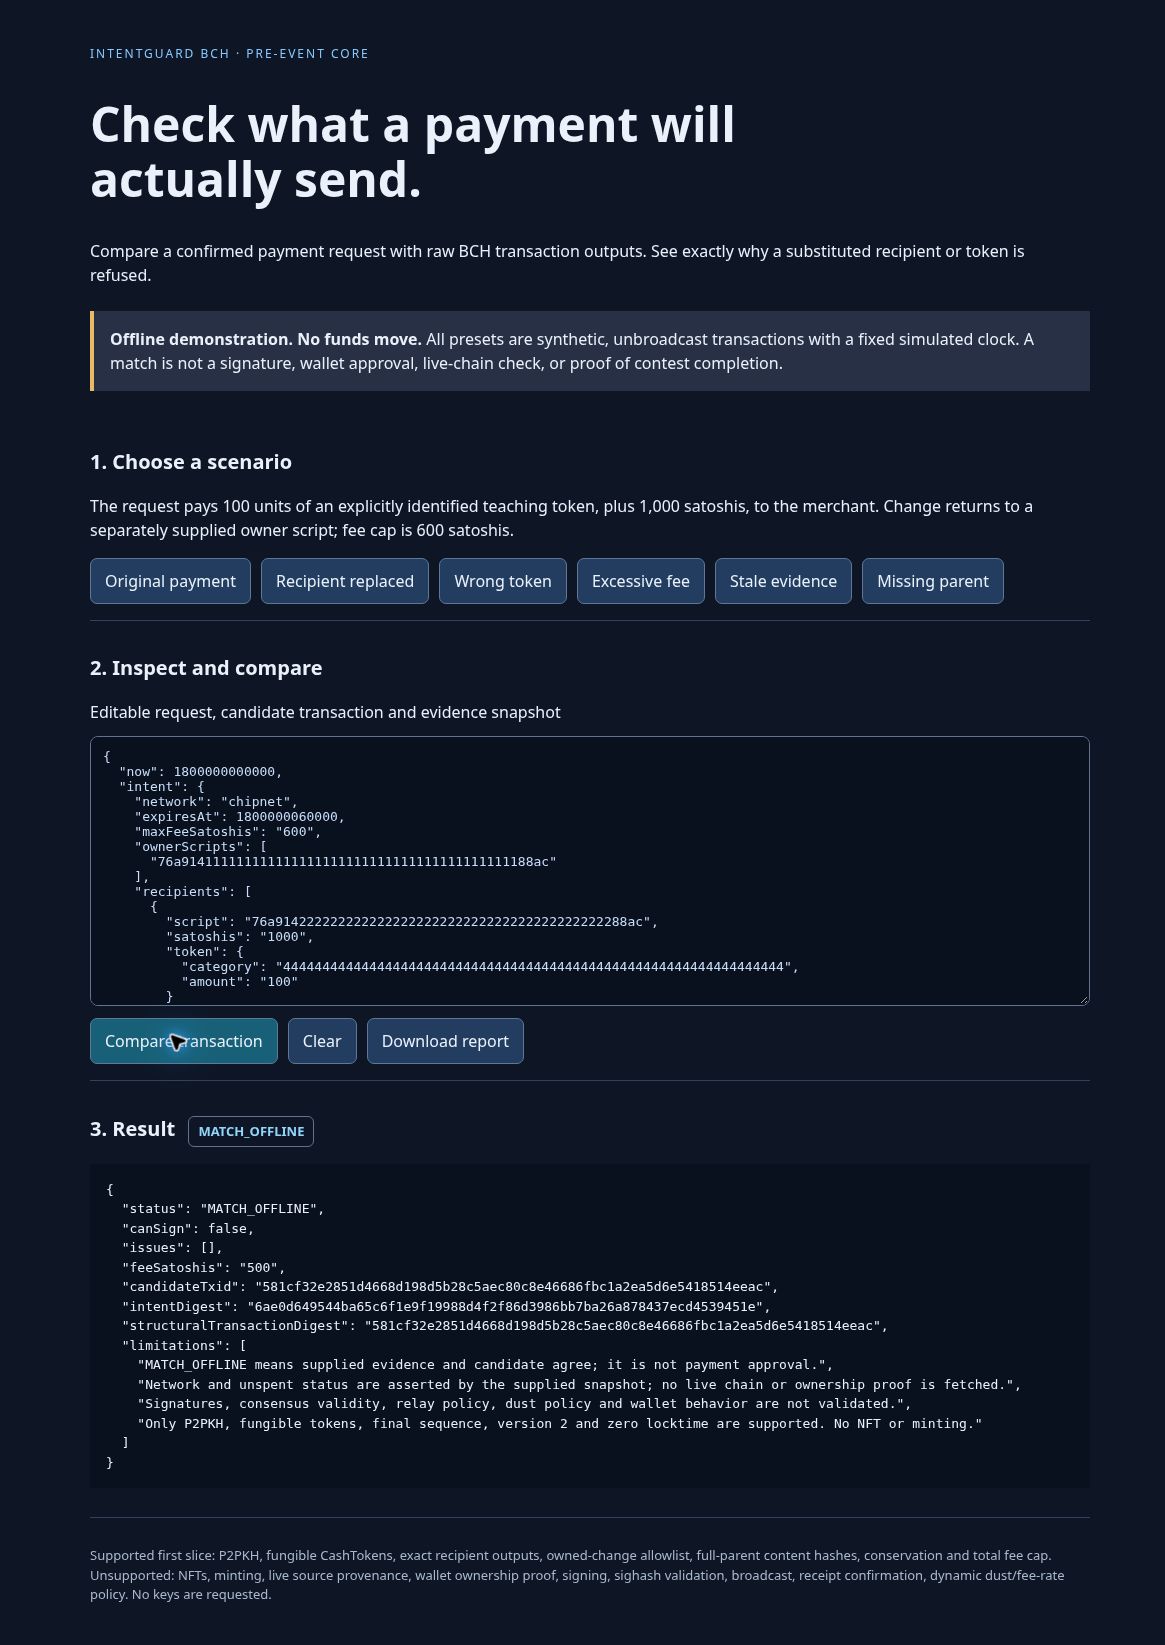 INTENTGUARD BCH · PRE-EVENT CORE
Check what a payment will
actually send.
Compare a confirmed payment request with raw BCH transaction outputs. See exactly why a substituted recipient or token is
refused.
Offline demonstration. No funds move. All presets are synthetic, unbroadcast transactions with a fixed simulated clock. A
match is not a signature, wallet approval, live-chain check, or proof of contest completion.
1. Choose a scenario
The request pays 100 units of an explicitly identified teaching token, plus 1,000 satoshis, to the merchant. Change returns to a
separately supplied owner script; fee cap is 600 satoshis.
Original payment Recipient replaced Wrong token Excessive fee Stale evidence Missing parent
2. Inspect and compare
Editable request, candidate transaction and evidence snapshot
{
"now": 1800000000000,
"intent": {
"network": "chipnet",
"expiresAt": 1800000060000,
"maxFeeSatoshis": "600",
"ownerScripts": [
"76a914111111111111111111111111111111111111111188ac"
],
"recipients": [
{
"script": "76a914222222222222222222222222222222222222222288ac",
"satoshis": "1000",
"token": {
"category": "4444444444444444444444444444444444444444444444444444444444444444",
"amount": "100"
}
Compare transaction Clear Download report
3. Result MATCH_OFFLINE
{
"status": "MATCH_OFFLINE",
"canSign": false,
"issues": [],
"feeSatoshis": "500",
"candidateTxid": "581cf32e2851d4668d198d5b28c5aec80c8e46686fbc1a2ea5d6e5418514eeac",
"intentDigest": "6ae0d649544ba65c6f1e9f19988d4f2f86d3986bb7ba26a878437ecd4539451e",
"structuralTransactionDigest": "581cf32e2851d4668d198d5b28c5aec80c8e46686fbc1a2ea5d6e5418514eeac",
"limitations": [
"MATCH_OFFLINE means supplied evidence and candidate agree; it is not payment approval.",
"Network and unspent status are asserted by the supplied snapshot; no live chain or ownership proof is fetched.",
"Signatures, consensus validity, relay policy, dust policy and wallet behavior are not validated.",
"Only P2PKH, fungible tokens, final sequence, version 2 and zero locktime are supported. No NFT or minting."
]
}
Supported first slice: P2PKH, fungible CashTokens, exact recipient outputs, owned-change allowlist, full-parent content hashes, conservation and total fee cap.
Unsupported: NFTs, minting, live source provenance, wallet ownership proof, signing, sighash validation, broadcast, receipt confirmation, dynamic dust/fee-rate
policy. No keys are requested.